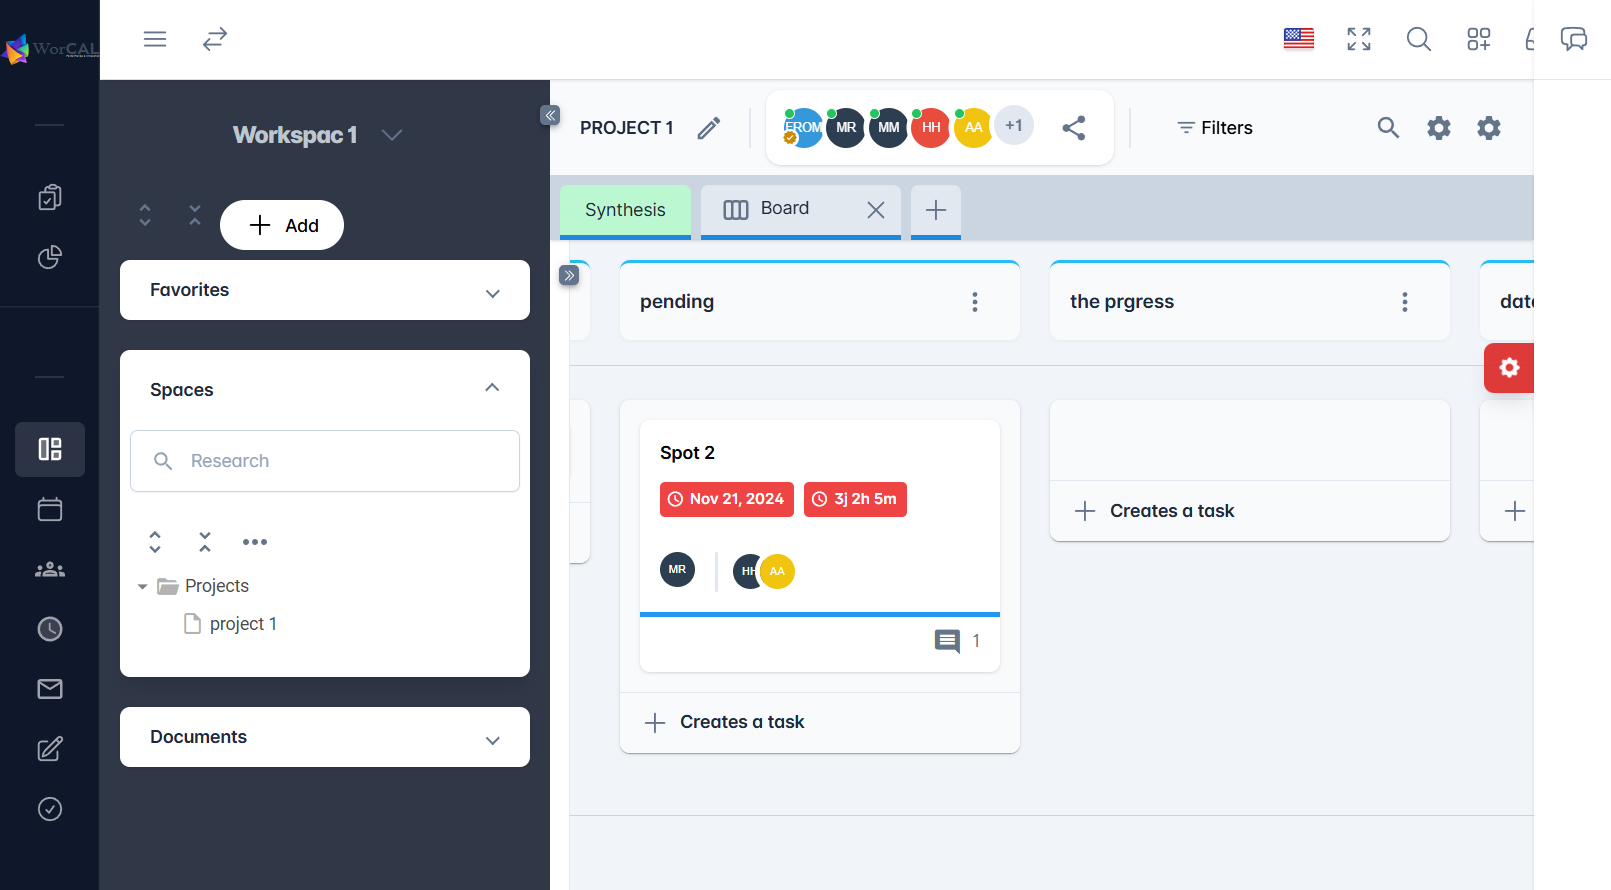 WorCAL
Workspac 1
Add
Favorites
Spaces
Research
Projects
project 1
Documents
PROJECT 1
FROM
MR
MM
HH
AA
+1
Filters
Synthesis
Board
pending
the prgress
Spot 2
Nov 21, 2024
3j 2h 5m
MR
HH
AA
1
Creates a task
Creates a task